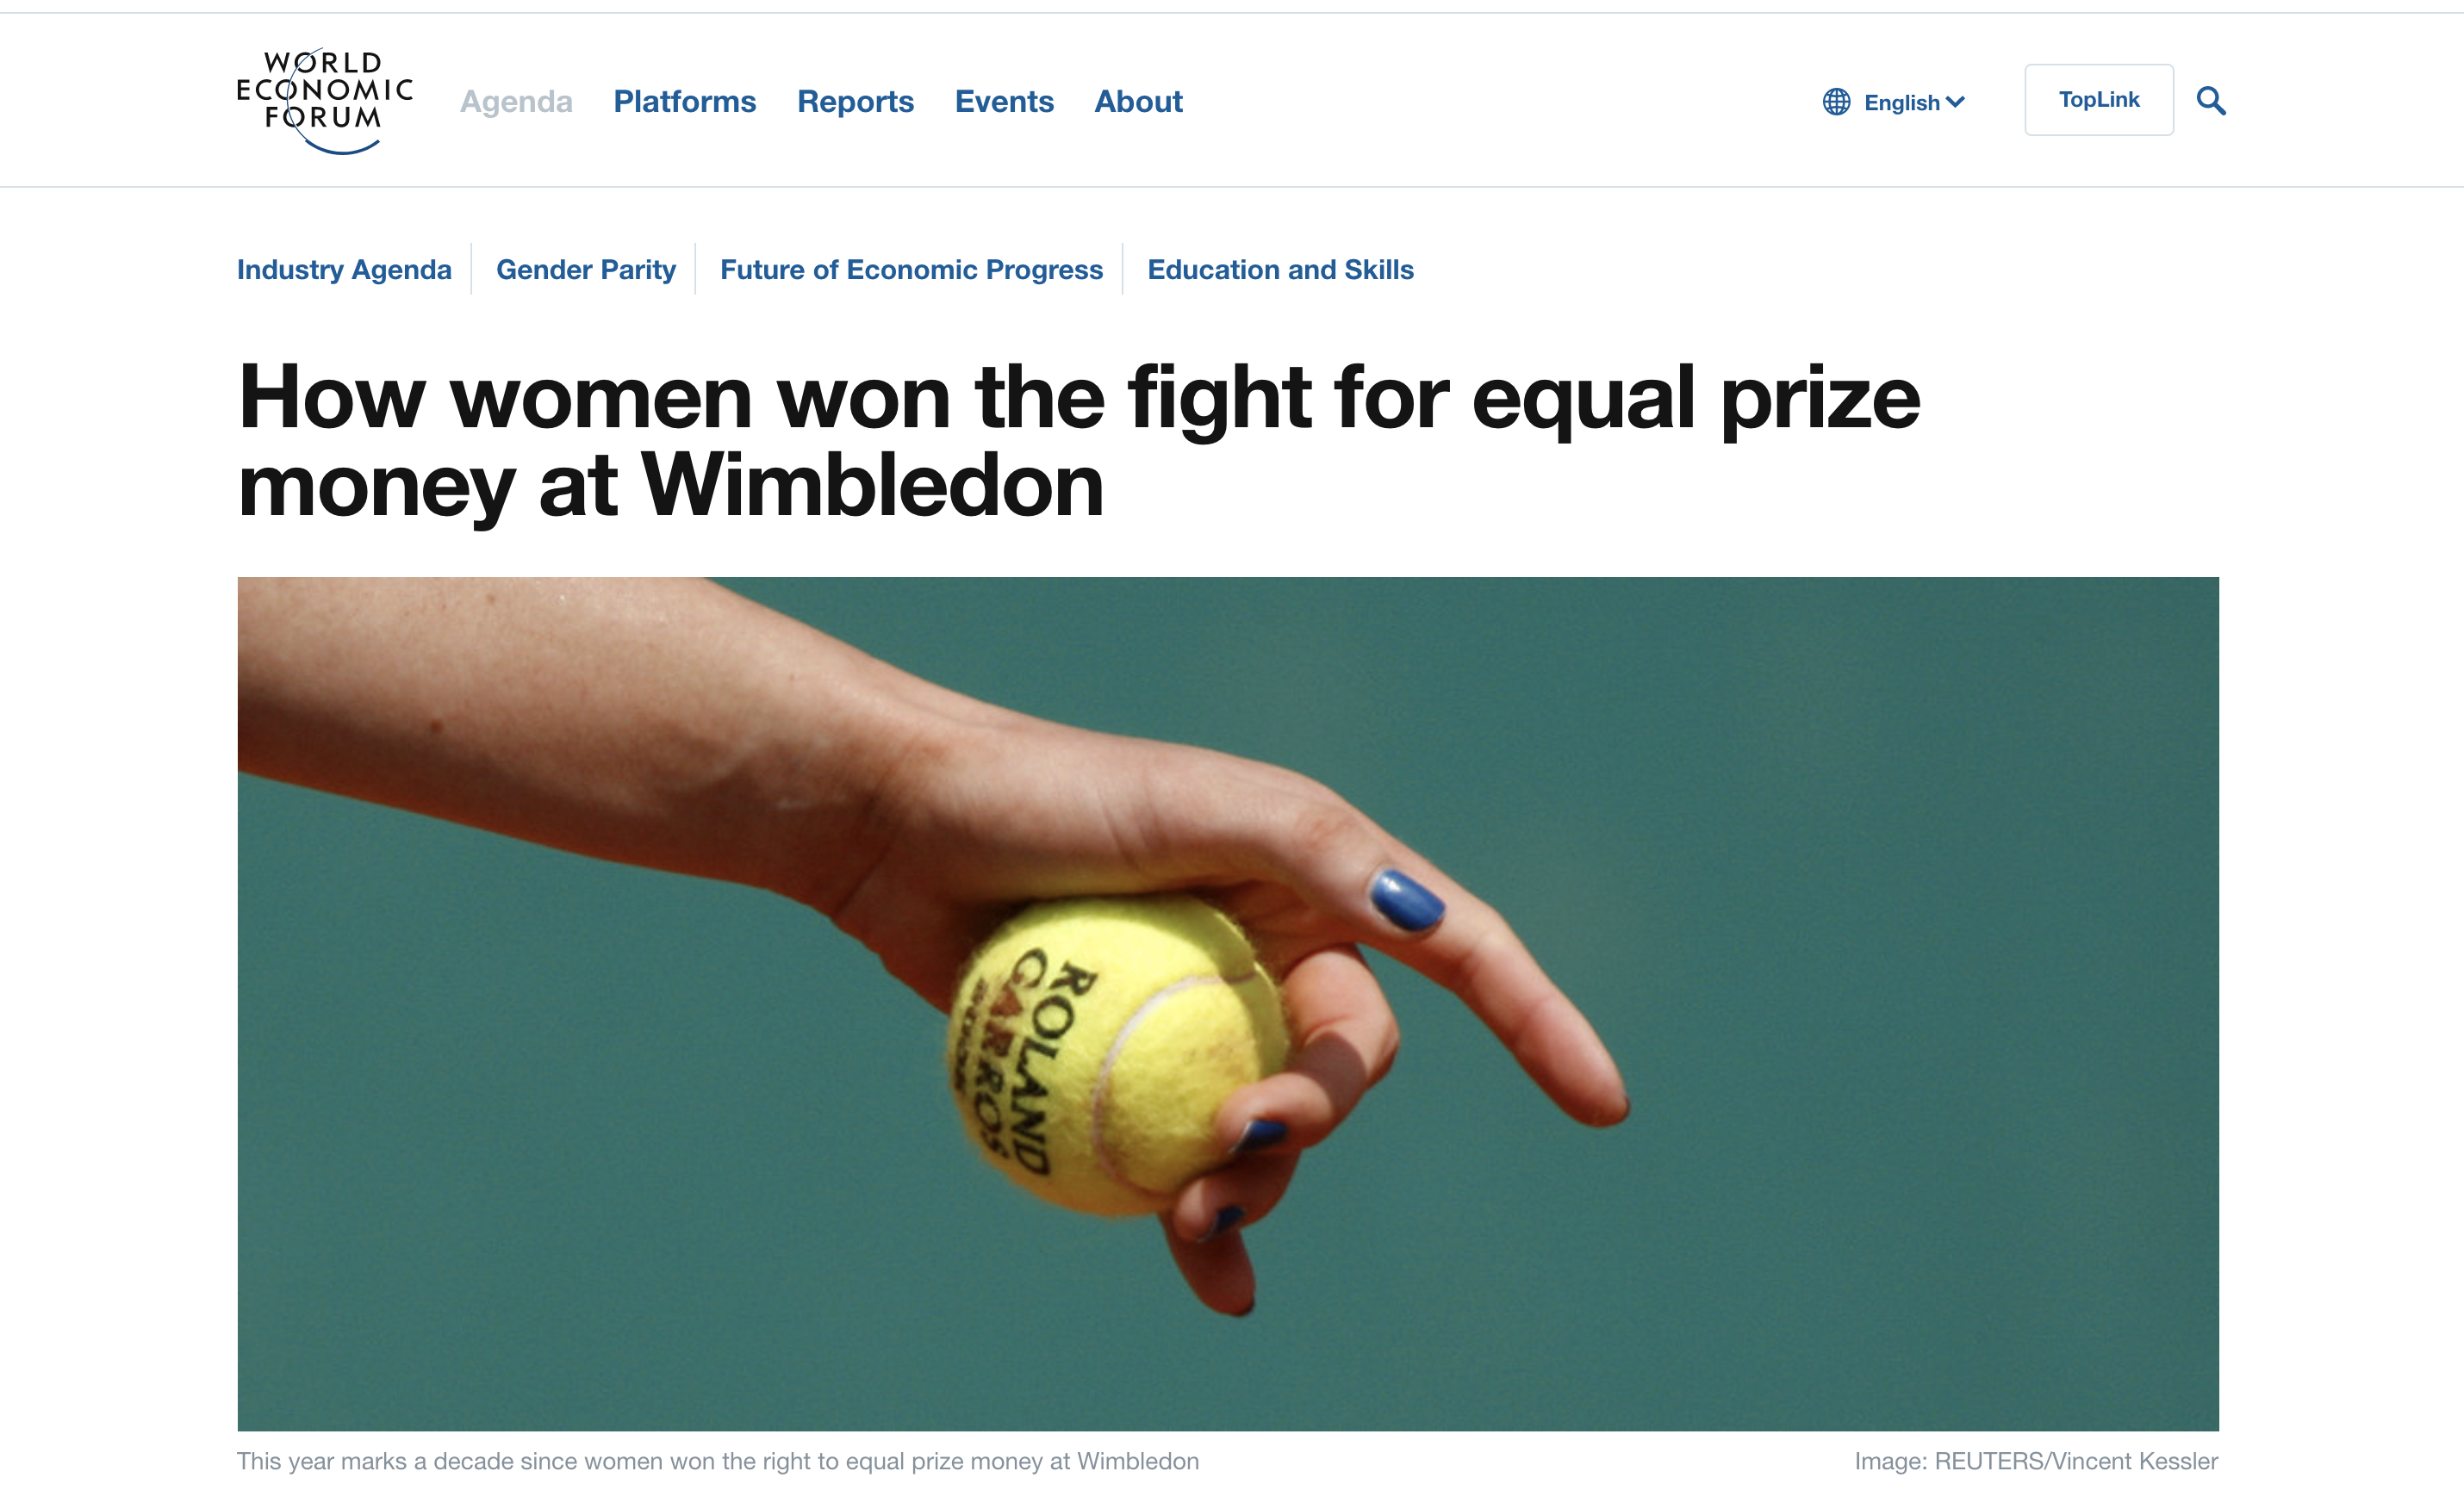 WORLD
ECONOMIC
FORUM
Agenda Platforms Reports Events About
English
TopLink
Industry Agenda Gender Parity Future of Economic Progress Education and Skills
How women won the fight for equal prize
money at Wimbledon
ROLAND
GARROS
This year marks a decade since women won the right to equal prize money at Wimbledon
Image: REUTERS/Vincent Kessler